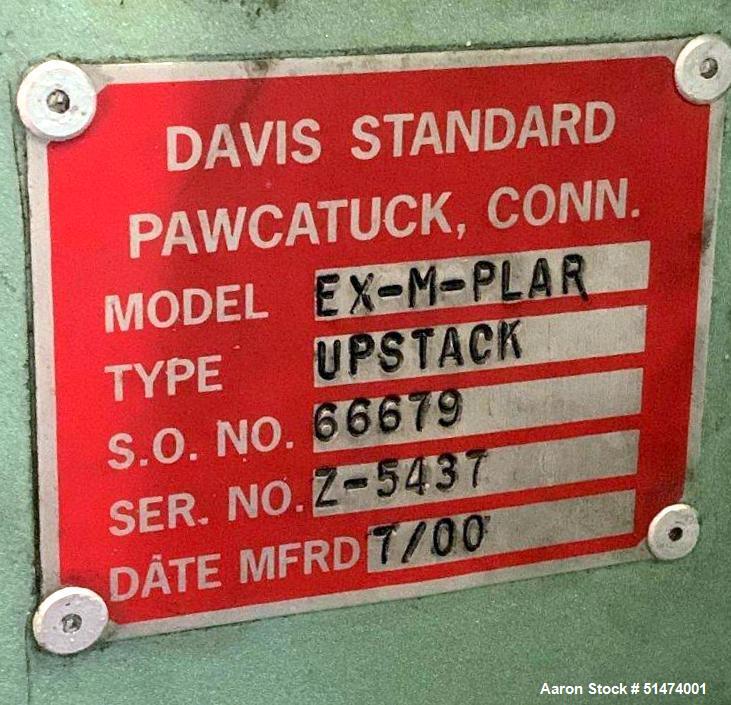 DAVIS STANDARD
PAWCATUCK, CONN.
MODEL EX-M-PLAR
TYPE UPSTACK
S.O. NO. 66679
SER. NO. Z-5437
DATE MFRD 7/00
Aaron Stock # 51474001